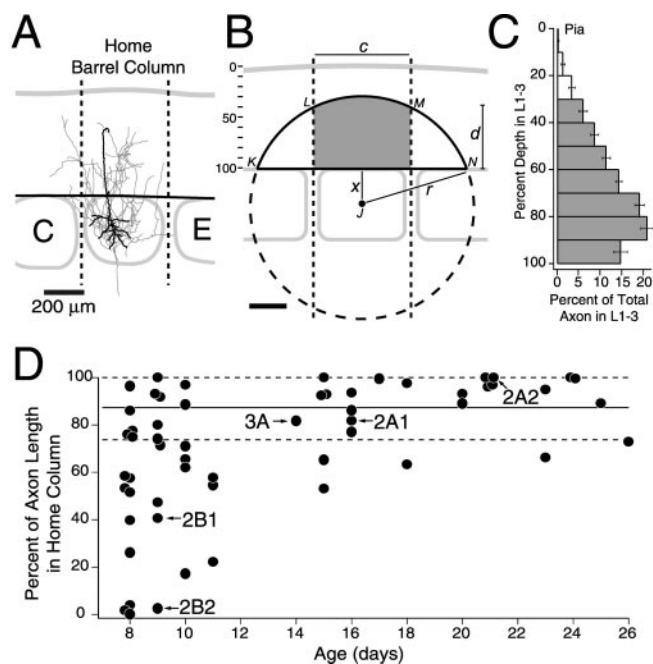 A
Home
Barrel Column
C
E
200 μm
B
c
0
50
100
L
M
K
N
d
x
r
J
C
Pia
Percent Depth in L1-3
0
20
40
60
80
100
0 5 10 15 20
Percent of Total
Axon in L1-3
D
Percent of Axon Length
in Home Column
100
80
60
40
20
0
3A
2A1
2A2
2B1
2B2
8 10 12 14 16 18 20 22 24 26
Age (days)